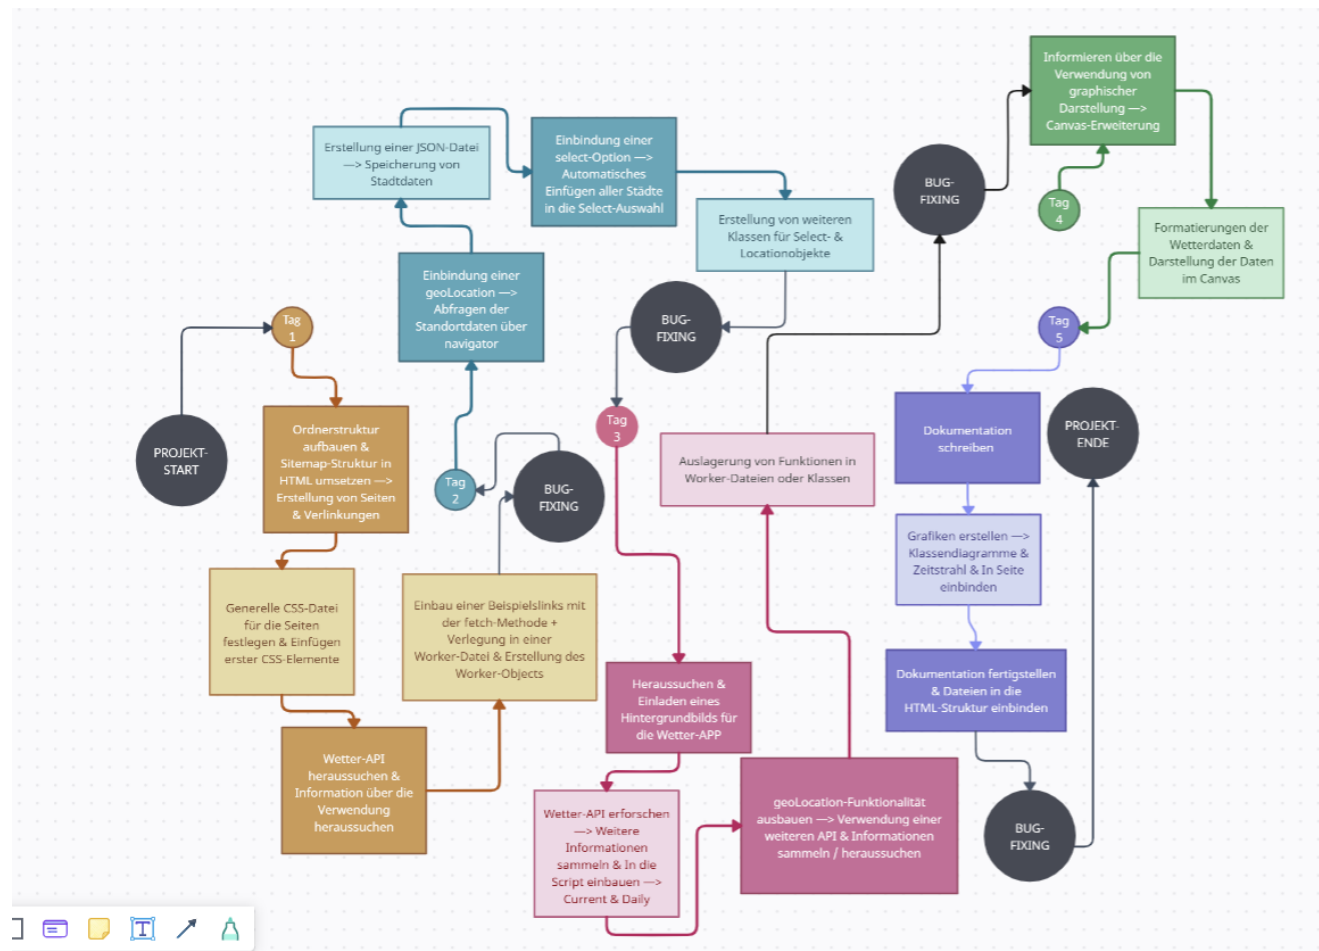 PROJEKT-
START
Tag
1
Ordnerstruktur
aufbauen &
Sitemap-Struktur in
HTML umsetzen —>
Erstellung von Seiten
& Verlinkungen
Generelle CSS-Datei
für die Seiten
festlegen & Einfügen
erster CSS-Elemente
Wetter-API
heraussuchen &
Information über die
Verwendung
heraussuchen
Einbau einer Beispielslinks mit
der fetch-Methode +
Verlegung in einer
Worker-Datei & Erstellung des
Worker-Objects
BUG-
FIXING
Tag
2
Einbindung einer
geoLocation —>
Abfragen der
Standortdaten über
navigator
Erstellung einer JSON-Datei
—> Speicherung von
Stadtdaten
Einbindung einer
select-Option —>
Automatisches
Einfügen aller Städte
in die Select-Auswahl
Erstellung von weiteren
Klassen für Select- &
Locationobjekte
BUG-
FIXING
Tag
3
Heraussuchen &
Einladen eines
Hintergrundbilds für
die Wetter-APP
Wetter-API erforschen
—> Weitere
Informationen
sammeln & In die
Script einbauen —>
Current & Daily
geoLocation-Funktionalität
ausbauen —> Verwendung einer
weiteren API & Informationen
sammeln / heraussuchen
Auslagerung von Funktionen in
Worker-Dateien oder Klassen
BUG-
FIXING
Tag
4
Informieren über die
Verwendung von
graphischer
Darstellung —>
Canvas-Erweiterung
Formatierungen der
Wetterdaten &
Darstellung der Daten
im Canvas
Tag
5
Dokumentation
schreiben
Grafiken erstellen —>
Klassendiagramme &
Zeitstrahl & In Seite
einbinden
Dokumentation fertigstellen
& Dateien in die
HTML-Struktur einbinden
BUG-
FIXING
PROJEKT-
ENDE
T